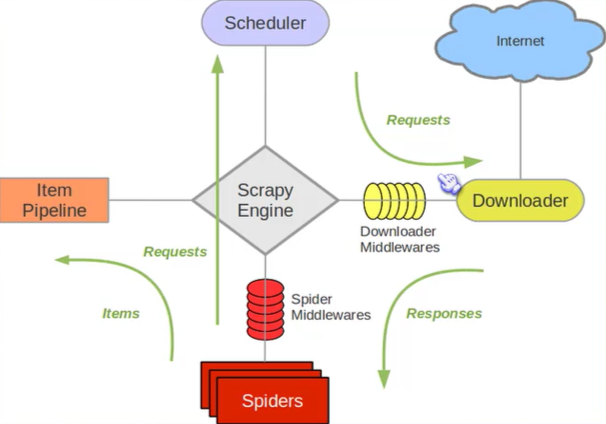 Scheduler
Internet
Requests
Item
Pipeline
Scrapy
Engine
Downloader
Downloader
Middlewares
Requests
Items
Spider
Middlewares
Responses
Spiders